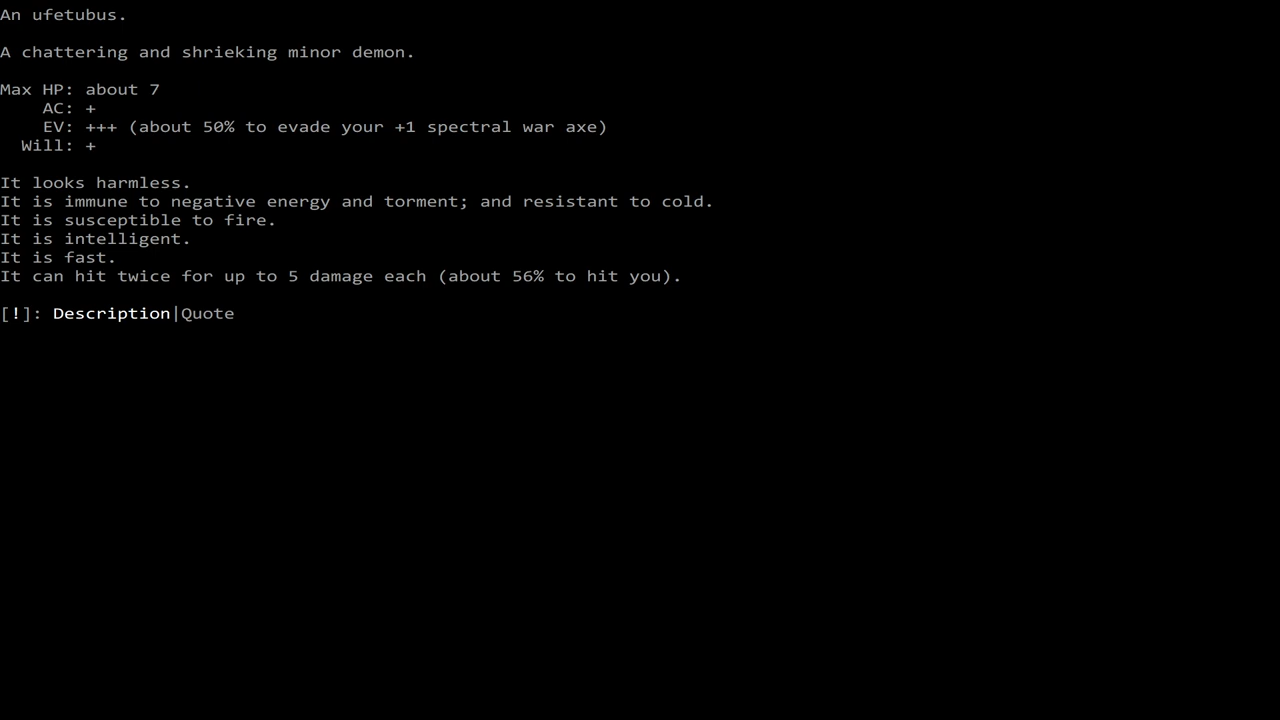 An ufetubus.
A chattering and shrieking minor demon.
Max HP: about 7
AC: +
EV: +++ (about 50% to evade your +1 spectral war axe)
Will: +
It looks harmless.
It is immune to negative energy and torment; and resistant to cold.
It is susceptible to fire.
It is intelligent.
It is fast.
It can hit twice for up to 5 damage each (about 56% to hit you).
[!]: Description|Quote